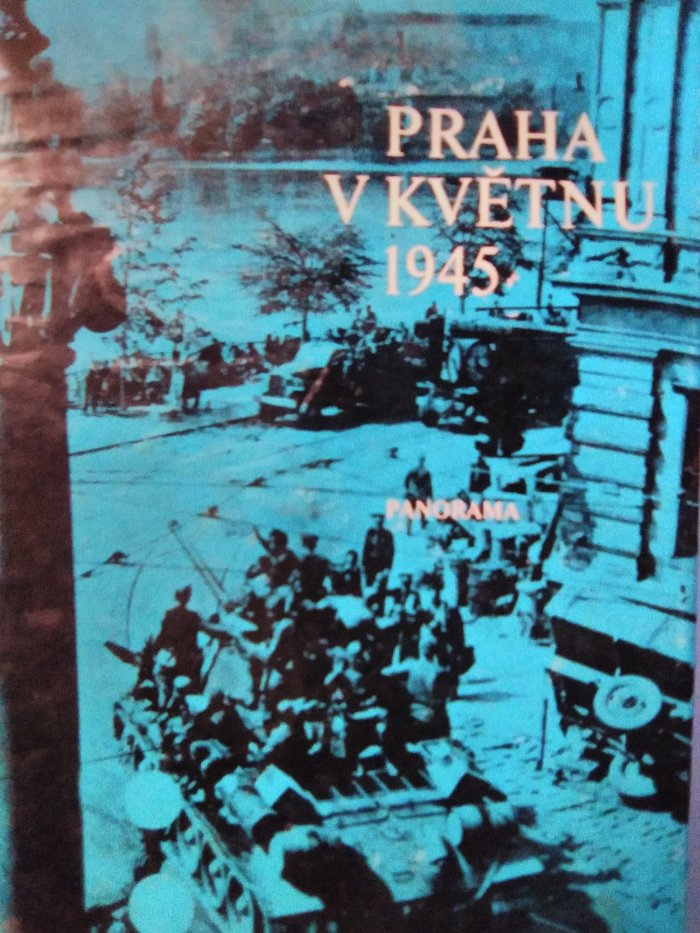 PRAHA
V KVĚTNU
1945
PANORAMA